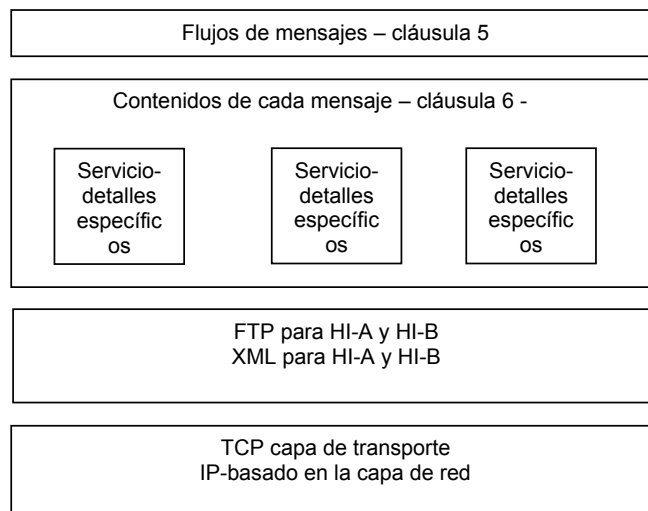 Flujos de mensajes – cláusula 5
Contenidos de cada mensaje – cláusula 6 -
Servicio-
detalles
específic
os
Servicio-
detalles
específic
os
Servicio-
detalles
específic
os
FTP para HI-A y HI-B
XML para HI-A y HI-B
TCP capa de transporte
IP-basado en la capa de red